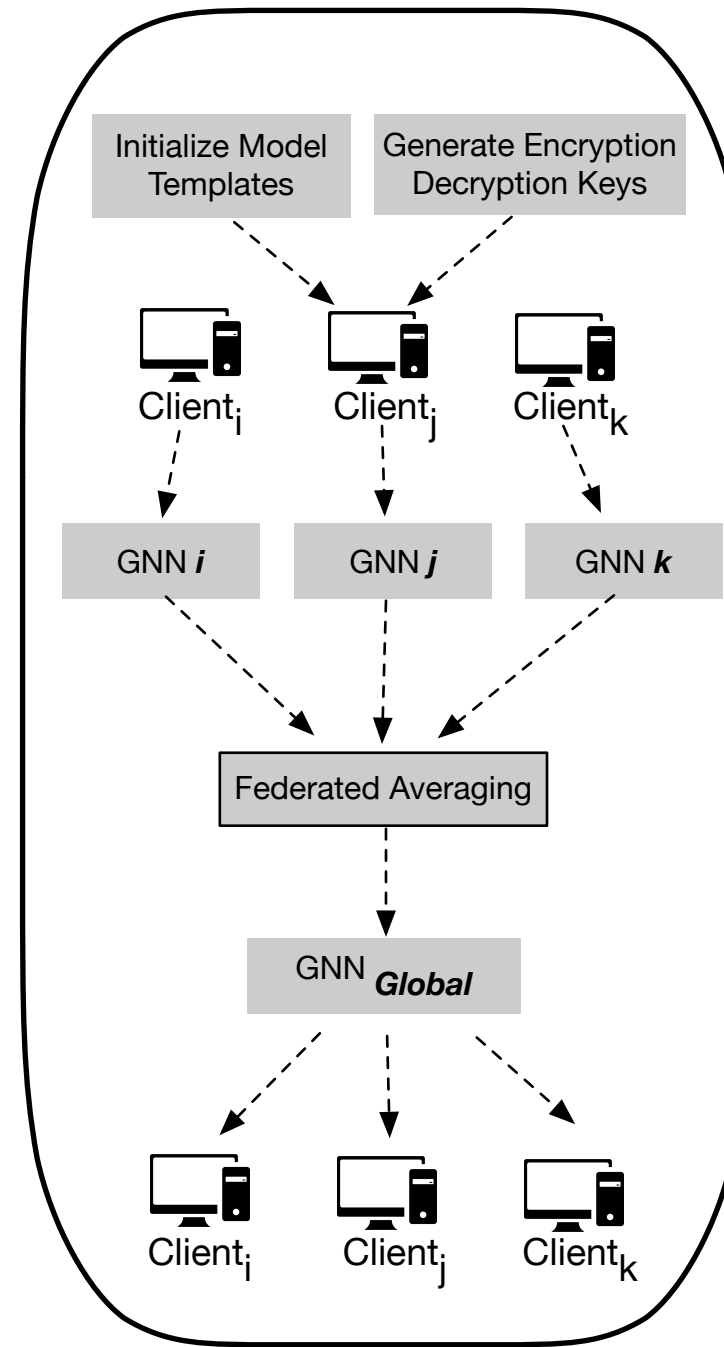 Initialize Model
Templates
Generate Encryption
Decryption Keys
Client_i
Client_j
Client_k
GNN i
GNN j
GNN k
Federated Averaging
GNN Global
Client_i
Client_j
Client_k